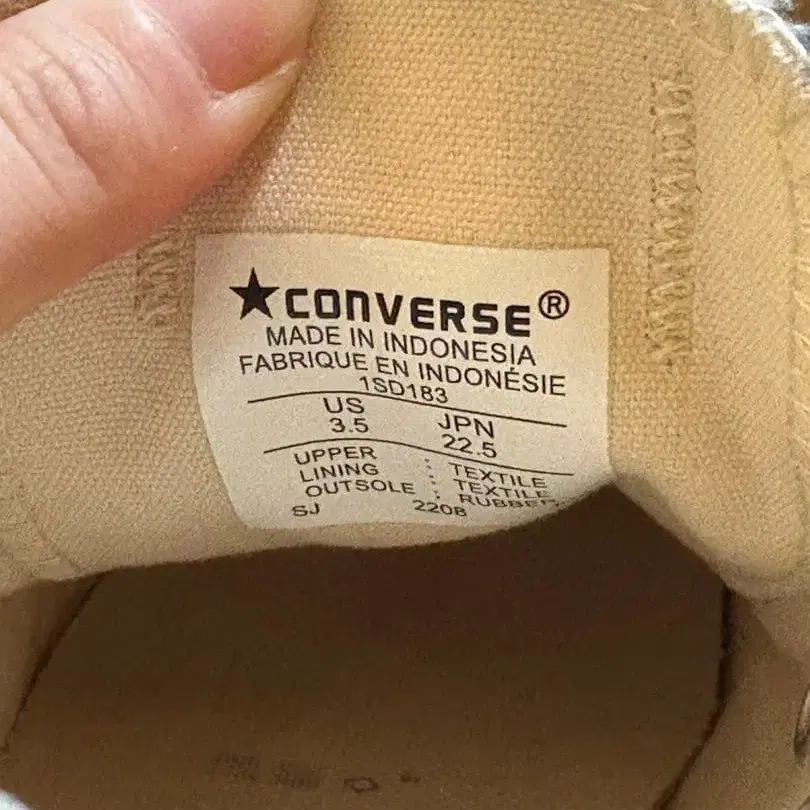 ★CONVERSE®
MADE IN INDONESIA
FABRIQUE EN INDONÉSIE
1SD183
US JPN
3.5 22.5
UPPER : TEXTILE
LINING : TEXTILE
OUTSOLE : RUBBER
SJ 2208